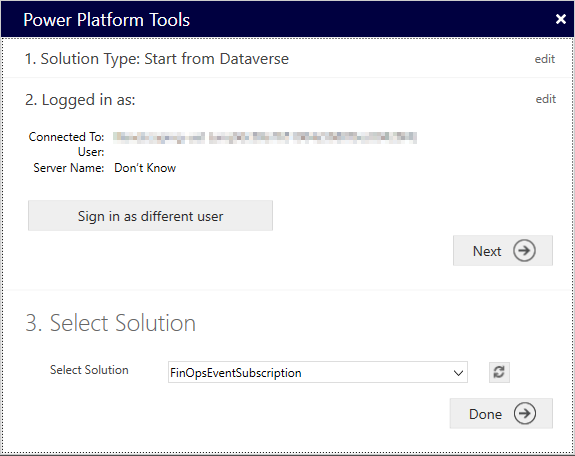 Power Platform Tools
1. Solution Type: Start from Dataverse edit
2. Logged in as: edit
Connected To:
User:
Server Name: Don't Know
Sign in as different user
Next
3. Select Solution
Select Solution FinOpsEventSubscription
Done